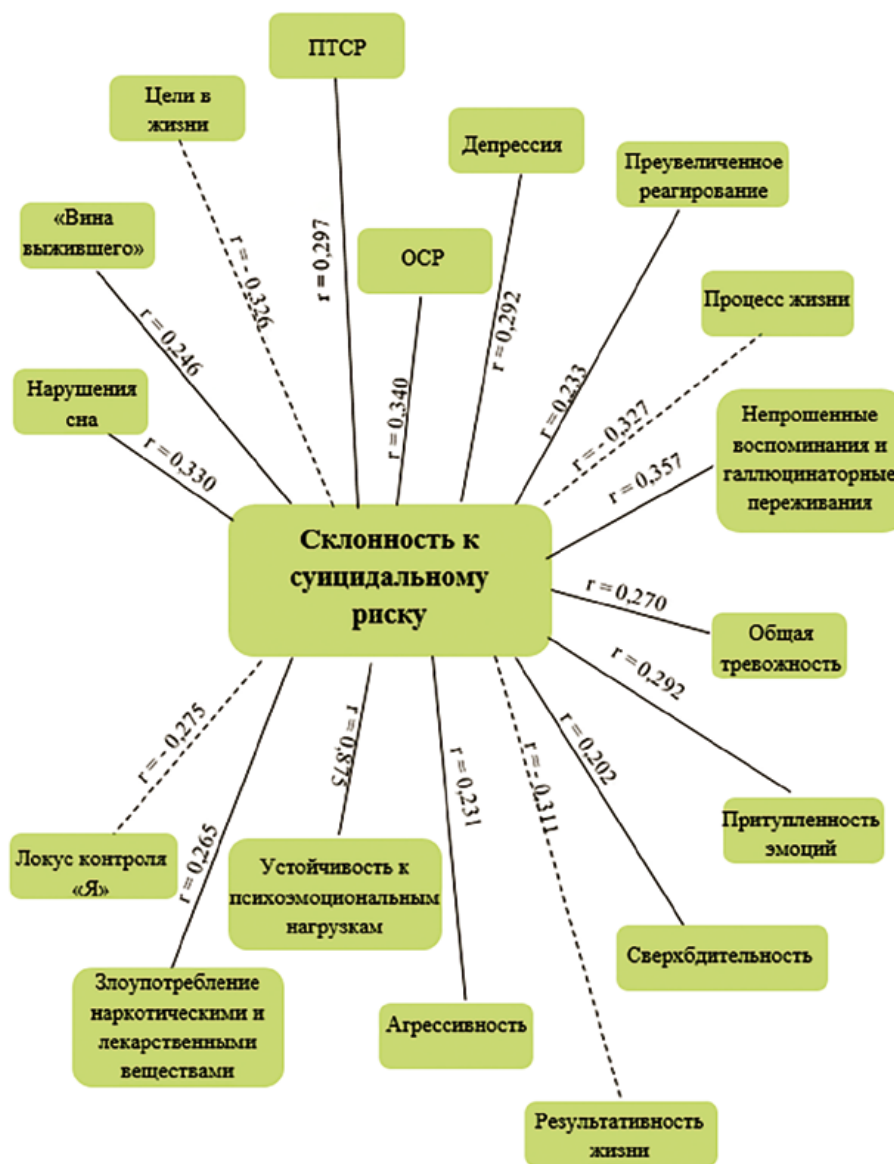 ПТСР
Цели в
жизни
Депрессия
Преувеличенное
реагирование
«Вина
выжившего»
ОСР
Процесс жизни
Нарушения
сна
Непрошенные
воспоминания и
галлюцинаторные
переживания
r = 0,330
r = 0,246
r = - 0,326
r = 0,297
r = 0,340
r = 0,292
r = 0,233
r = - 0,327
r = 0,357
Склонность к
суицидальному
риску
r = 0,270
Общая
тревожность
r = 0,292
r = 0,202
r = - 0,311
r = 0,231
r = 0,875
r = 0,265
r = - 0,275
Притупленность
эмоций
Локус контроля
«Я»
Устойчивость к
психоэмоциональным
нагрузкам
Сверхбдительность
Злоупотребление
наркотическими и
лекарственными
веществами
Агрессивность
Результативность
жизни